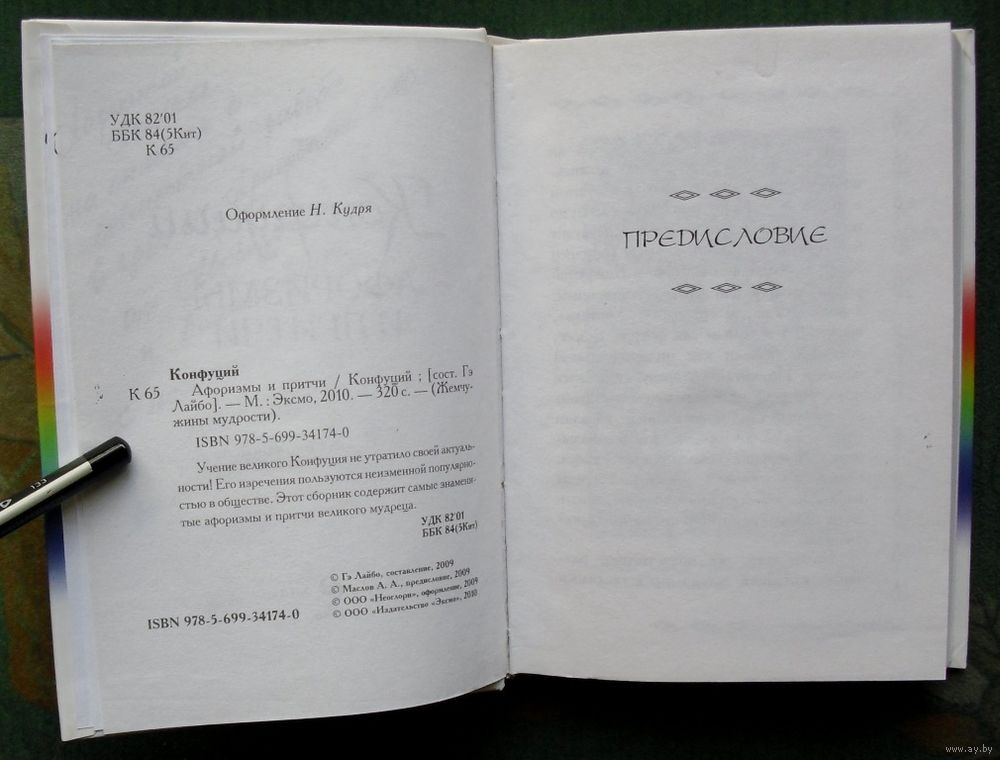 УДК 82'01
ББК 84(5Кит)
К 65
Оформление Н. Кудря
Конфуций
К 65 Афоризмы и притчи / Конфуций ; [сост. Гэ
Лайбо]. — М. : Эксмо, 2010. — 320 с. — (Жемчу-
жины мудрости).
ISBN 978-5-699-34174-0
Учение великого Конфуция не утратило своей актуаль-
ности! Его изречения пользуются неизменной популярно-
стью в обществе. Этот сборник содержит самые знамени-
тые афоризмы и притчи великого мудреца.
УДК 82'01
ББК 84(5Кит)
© Гэ Лайбо, составление, 2009
© Маслов А. А., предисловие, 2009
© ООО «Неоглори», оформление, 2009
© ООО «Издательство «Эксмо», 2010
ISBN 978-5-699-34174-0
ПРЕДИСЛОВИЕ
133
www.ay.by